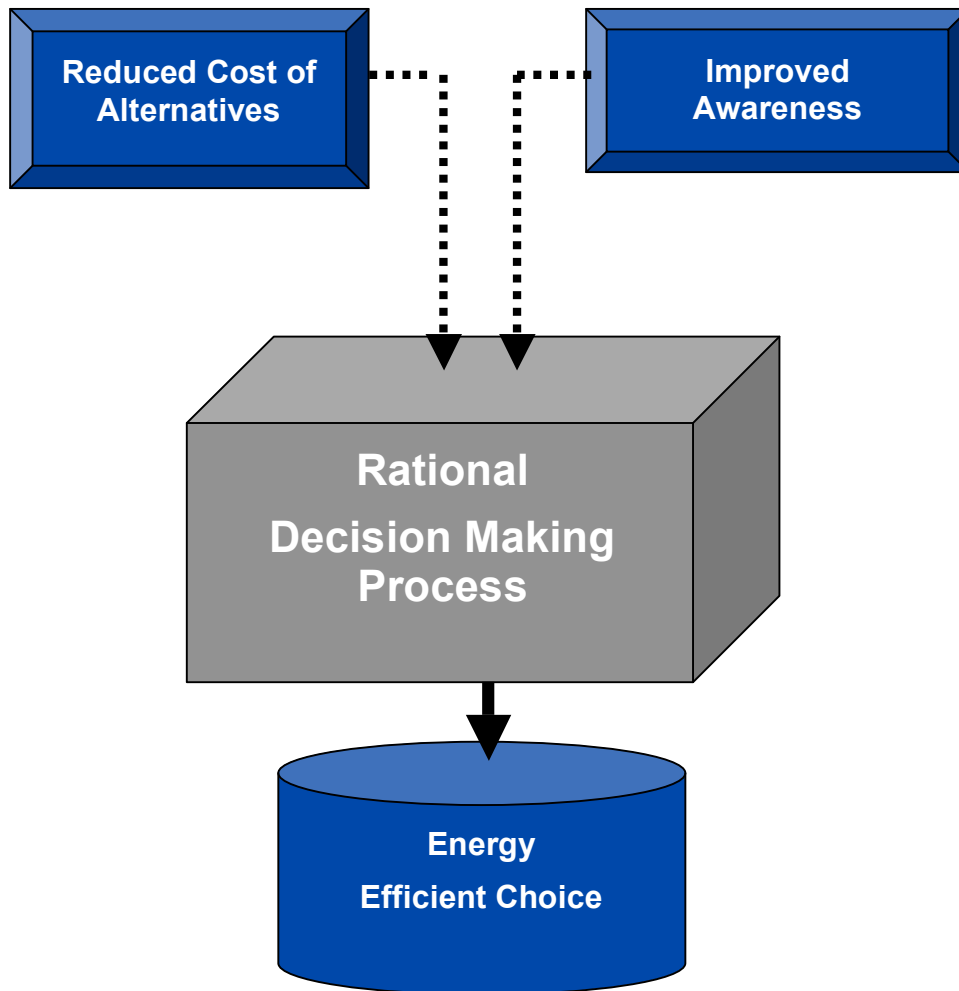 Reduced Cost of
Alternatives
Improved
Awareness
Rational
Decision Making
Process
Energy
Efficient Choice